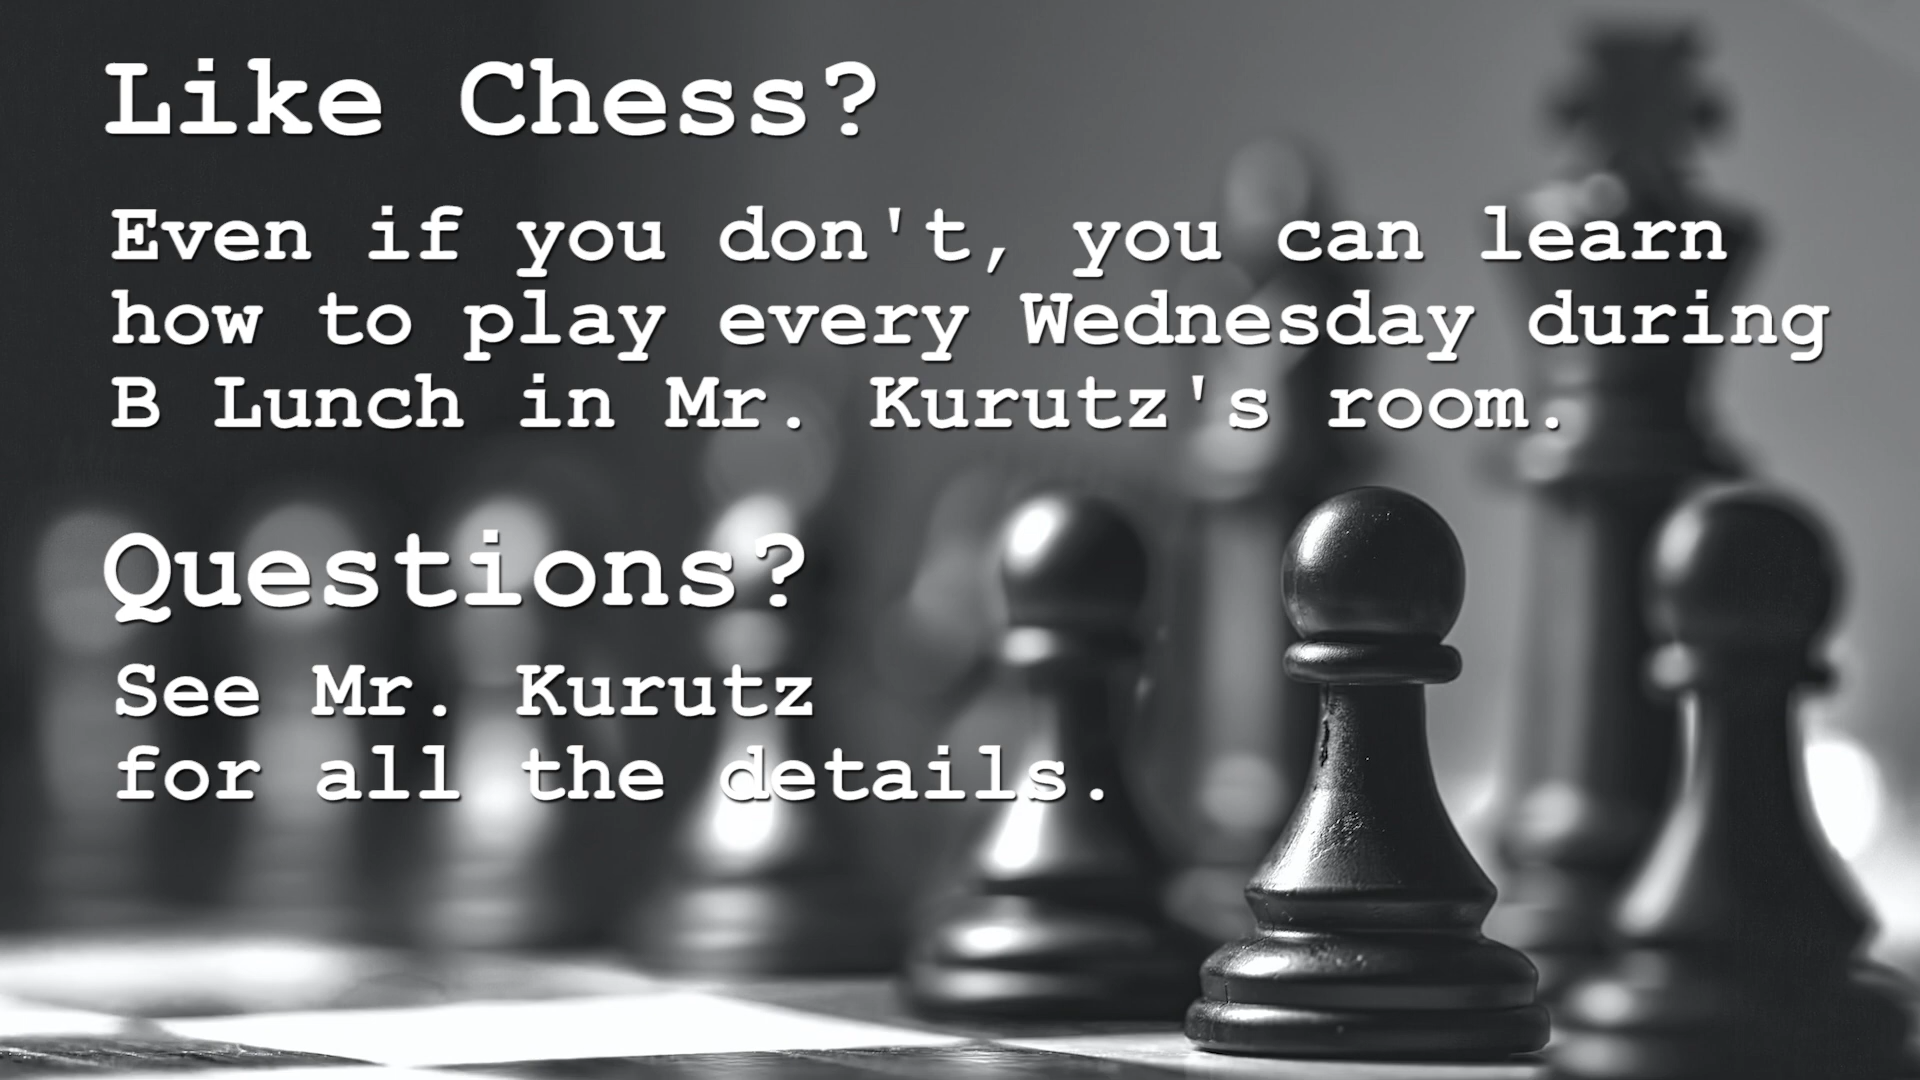 Like Chess?
Even if you don't, you can learn
how to play every Wednesday during
B Lunch in Mr. Kurutz's room.
Questions?
See Mr. Kurutz
for all the details.